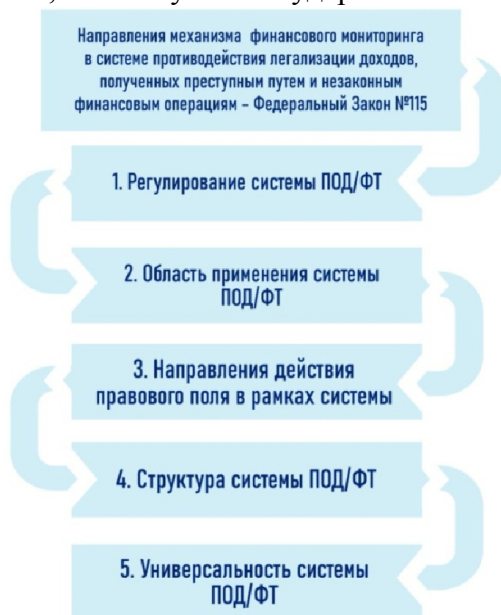 Направления механизма финансового мониторинга
в системе противодействия легализации доходов,
полученных преступным путем и незаконным
финансовым операциям – Федеральный Закон №115
1. Регулирование системы ПОД/ФТ
2. Область применения системы
ПОД/ФТ
3. Направления действия
правового поля в рамках системы
4. Структура системы ПОД/ФТ
5. Универсальность системы
ПОД/ФТ